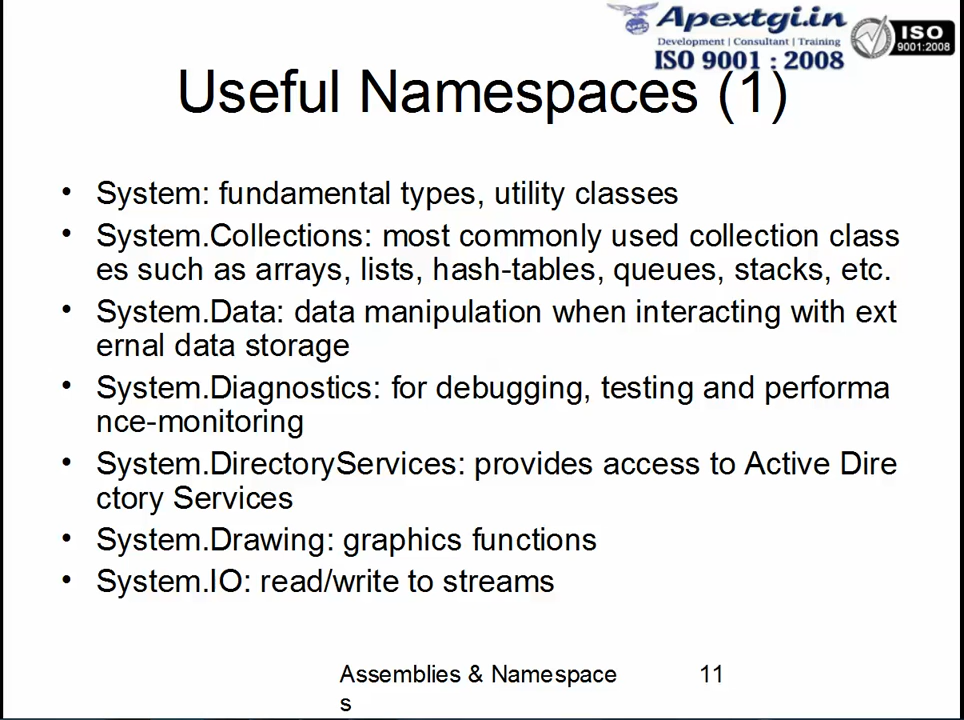 Apextgi.in
Development | Consultant | Training
ISO 9001 : 2008
ISO
9001:2008
Useful Namespaces (1)
• System: fundamental types, utility classes
• System.Collections: most commonly used collection class
es such as arrays, lists, hash-tables, queues, stacks, etc.
• System.Data: data manipulation when interacting with ext
ernal data storage
• System.Diagnostics: for debugging, testing and performa
nce-monitoring
• System.DirectoryServices: provides access to Active Dire
ctory Services
• System.Drawing: graphics functions
• System.IO: read/write to streams
Assemblies & Namespace
s
11